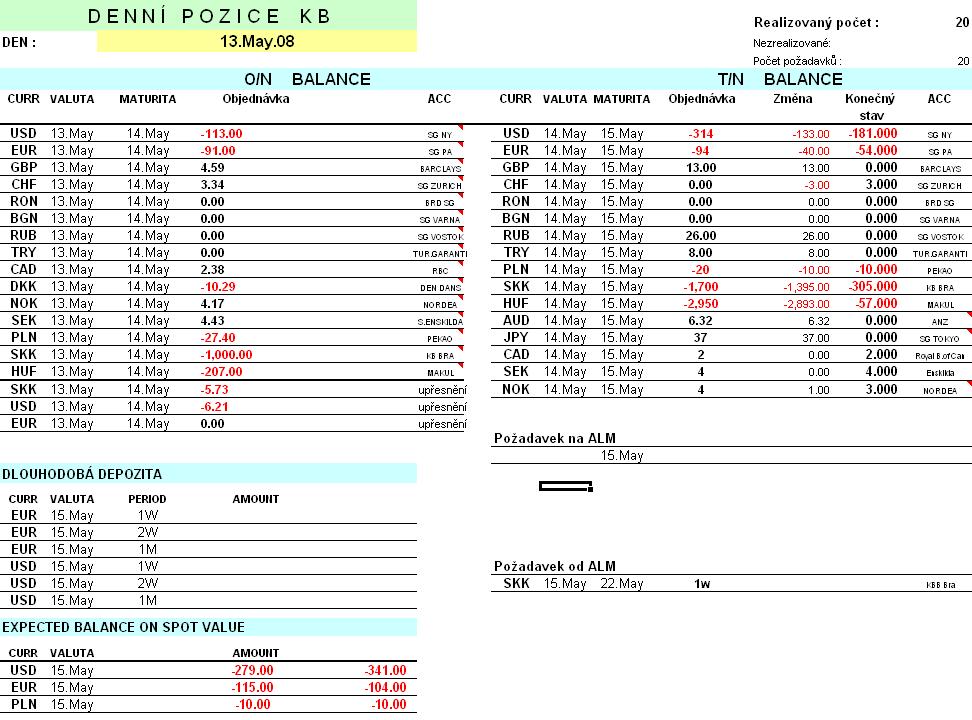 DENNÍ POZICE KB
Realizovaný počet : 20
DEN : 13.May.08
Nezrealizované:
Počet požadavků : 20
O/N BALANCE
CURR VALUTA MATURITA Objednávka ACC
USD 13.May 14.May -113.00 SG NY
EUR 13.May 14.May -91.00 SG PA
GBP 13.May 14.May 4.59 BARCLAYS
CHF 13.May 14.May 3.34 SG ZURICH
RON 13.May 14.May 0.00 BRD SG
BGN 13.May 14.May 0.00 SG VARNA
RUB 13.May 14.May 0.00 SG VOSTOK
TRY 13.May 14.May 0.00 TUR.GARANTI
CAD 13.May 14.May 2.38 RBC
DKK 13.May 14.May -10.29 DEN DANS
NOK 13.May 14.May 4.17 NORDEA
SEK 13.May 14.May 4.43 S.ENSKILDA
PLN 13.May 14.May -27.40 PEKAO
SKK 13.May 14.May -1,000.00 KB BRA
HUF 13.May 14.May -207.00 MAKUL
SKK 13.May 14.May -5.73 upřesnění
USD 13.May 14.May -6.21 upřesnění
EUR 13.May 14.May 0.00 upřesnění
T/N BALANCE
CURR VALUTA MATURITA Objednávka Změna Konečný stav ACC
USD 14.May 15.May -314 -133.00 -181.000 SG NY
EUR 14.May 15.May -94 -40.00 -54.000 SG PA
GBP 14.May 15.May 13.00 13.00 0.000 BARCLAYS
CHF 14.May 15.May 0.00 -3.00 3.000 SG ZURICH
RON 14.May 15.May 0.00 0.00 0.000 BRD SG
BGN 14.May 15.May 0.00 0.00 0.000 SG VARNA
RUB 14.May 15.May 26.00 26.00 0.000 SG VOSTOK
TRY 14.May 15.May 8.00 8.00 0.000 TUR.GARANTI
PLN 14.May 15.May -20 -10.00 -10.000 PEKAO
SKK 14.May 15.May -1,700 -1,395.00 -305.000 KB BRA
HUF 14.May 15.May -2,950 -2,893.00 -57.000 MAKUL
AUD 14.May 15.May 6.32 6.32 0.000 ANZ
JPY 14.May 15.May 37 37.00 0.000 SG TOKYO
CAD 14.May 15.May 2 0.00 2.000 Royal B.of Can
SEK 14.May 15.May 4 0.00 4.000 Enskilda
NOK 14.May 15.May 4 1.00 3.000 NORDEA
Požadavek na ALM
15.May
DLOUHODOBÁ DEPOZITA
CURR VALUTA PERIOD AMOUNT
EUR 15.May 1W
EUR 15.May 2W
EUR 15.May 1M
USD 15.May 1W
USD 15.May 2W
USD 15.May 1M
Požadavek od ALM
SKK 15.May 22.May 1w KBB Bra
EXPECTED BALANCE ON SPOT VALUE
CURR VALUTA AMOUNT
USD 15.May -279.00 -341.00
EUR 15.May -115.00 -104.00
PLN 15.May -10.00 -10.00